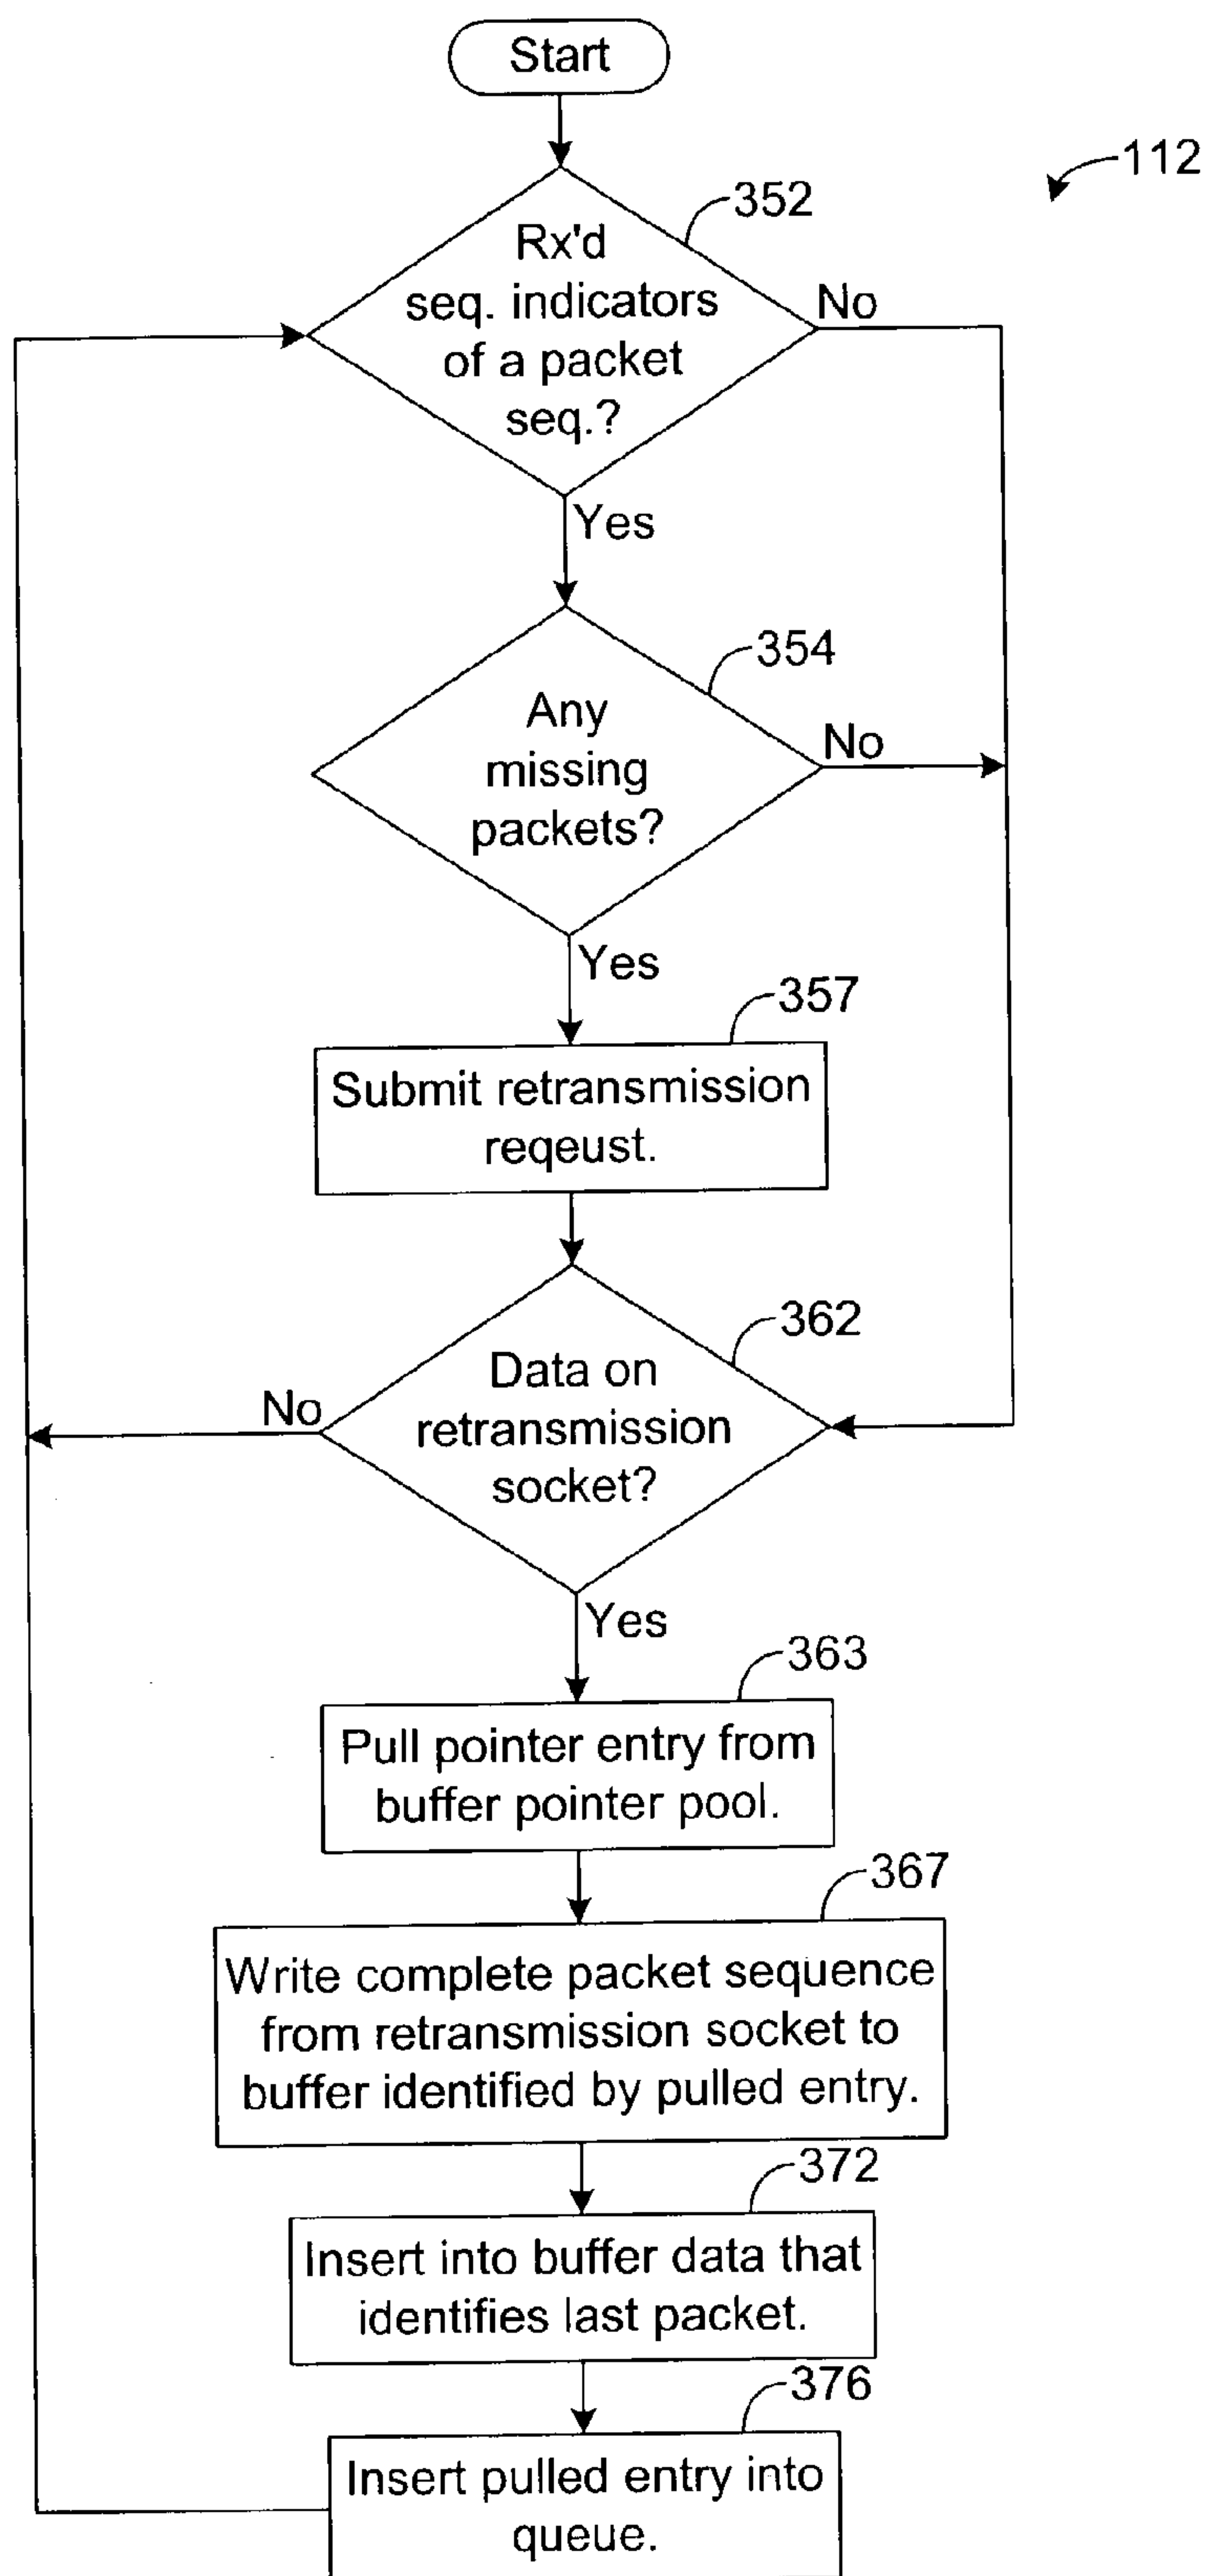 Start
112
352
Rx'd
seq. indicators
of a packet
seq.?
No
Yes
354
Any
missing
packets?
No
Yes
357
Submit retransmission
reqeust.
362
Data on
retransmission
socket?
No
Yes
363
Pull pointer entry from
buffer pointer pool.
367
Write complete packet sequence
from retransmission socket to
buffer identified by pulled entry.
372
Insert into buffer data that
identifies last packet.
376
Insert pulled entry into
queue.